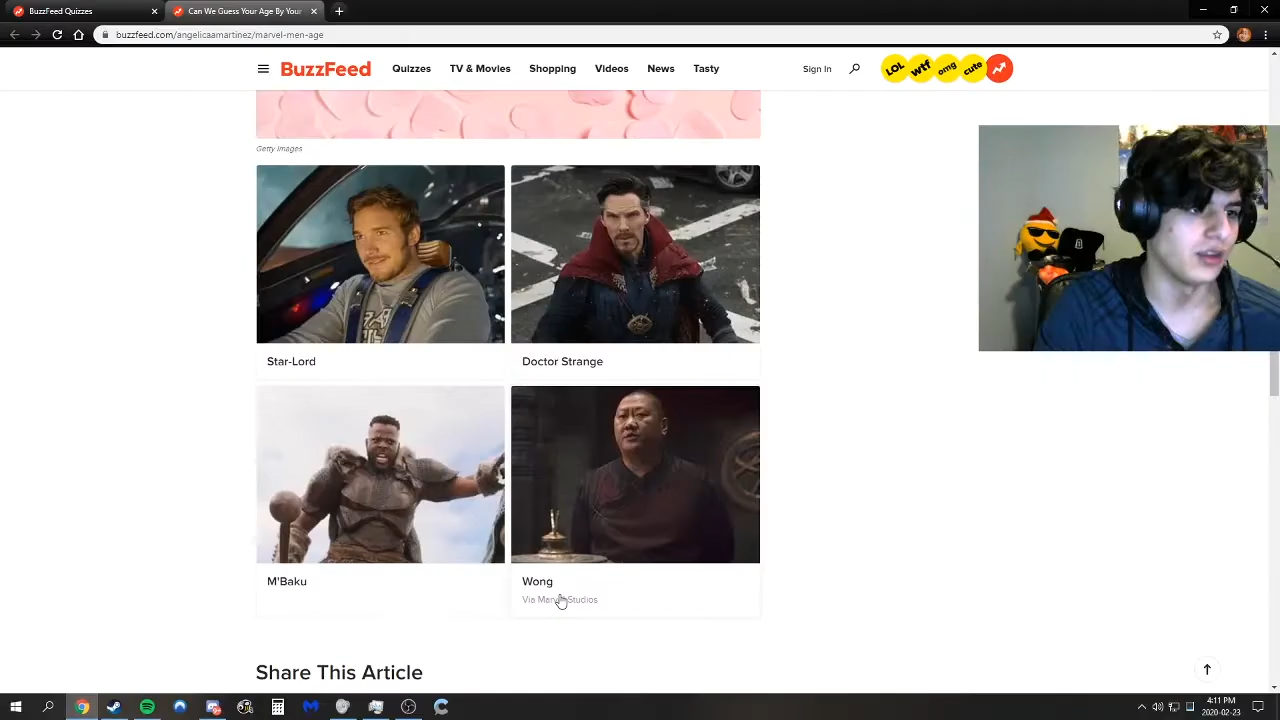 BuzzFeed Quizzes
Can We Guess Your Age By Your
buzzfeed.com/angelicaamartinez/marvel-men-age
BuzzFeed
Quizzes
TV & Movies
Shopping
Videos
News
Tasty
Sign In
LOL
wtf
omg
cute
Getty Images
Star-Lord
Doctor Strange
M'Baku
Wong
Via Marvel Studios
Share This Article
4:11 PM
2020-02-23